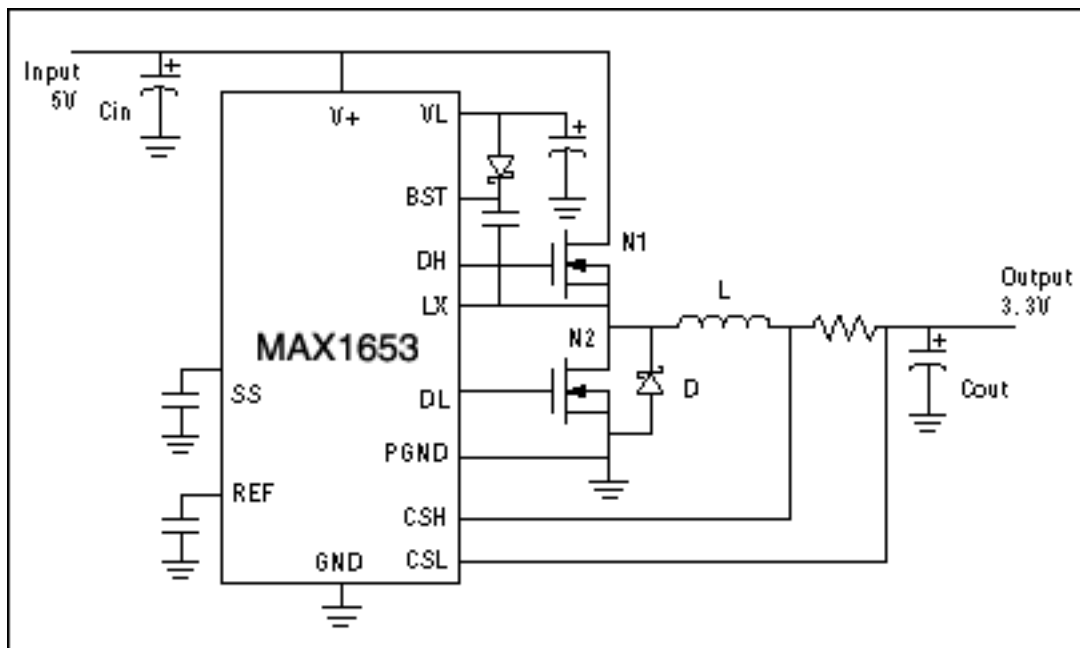 Input
5V
Cin
V+
VL
BST
DH
LX
N1
L
Output
3.3V
MAX1653
N2
SS
DL
D
Cout
PGND
REF
CSH
GND
CSL